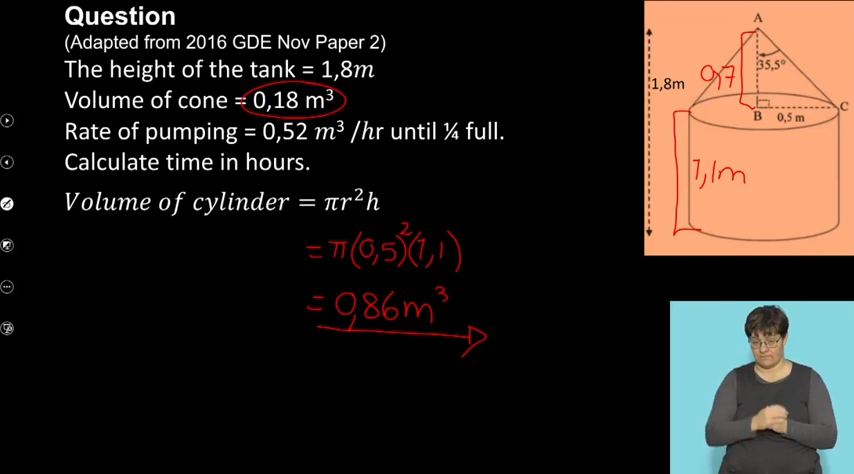 Question
(Adapted from 2016 GDE Nov Paper 2)
The height of the tank = 1,8m
Volume of cone = 0,18 m³
Rate of pumping = 0,52 m³ /hr until ¼ full.
Calculate time in hours.
Volume of cylinder = πr²h
= π(0,5)²(1,1)
= 0,86m³
A
35,5°
0,7
1,8m
B
0,5 m
C
1,1m